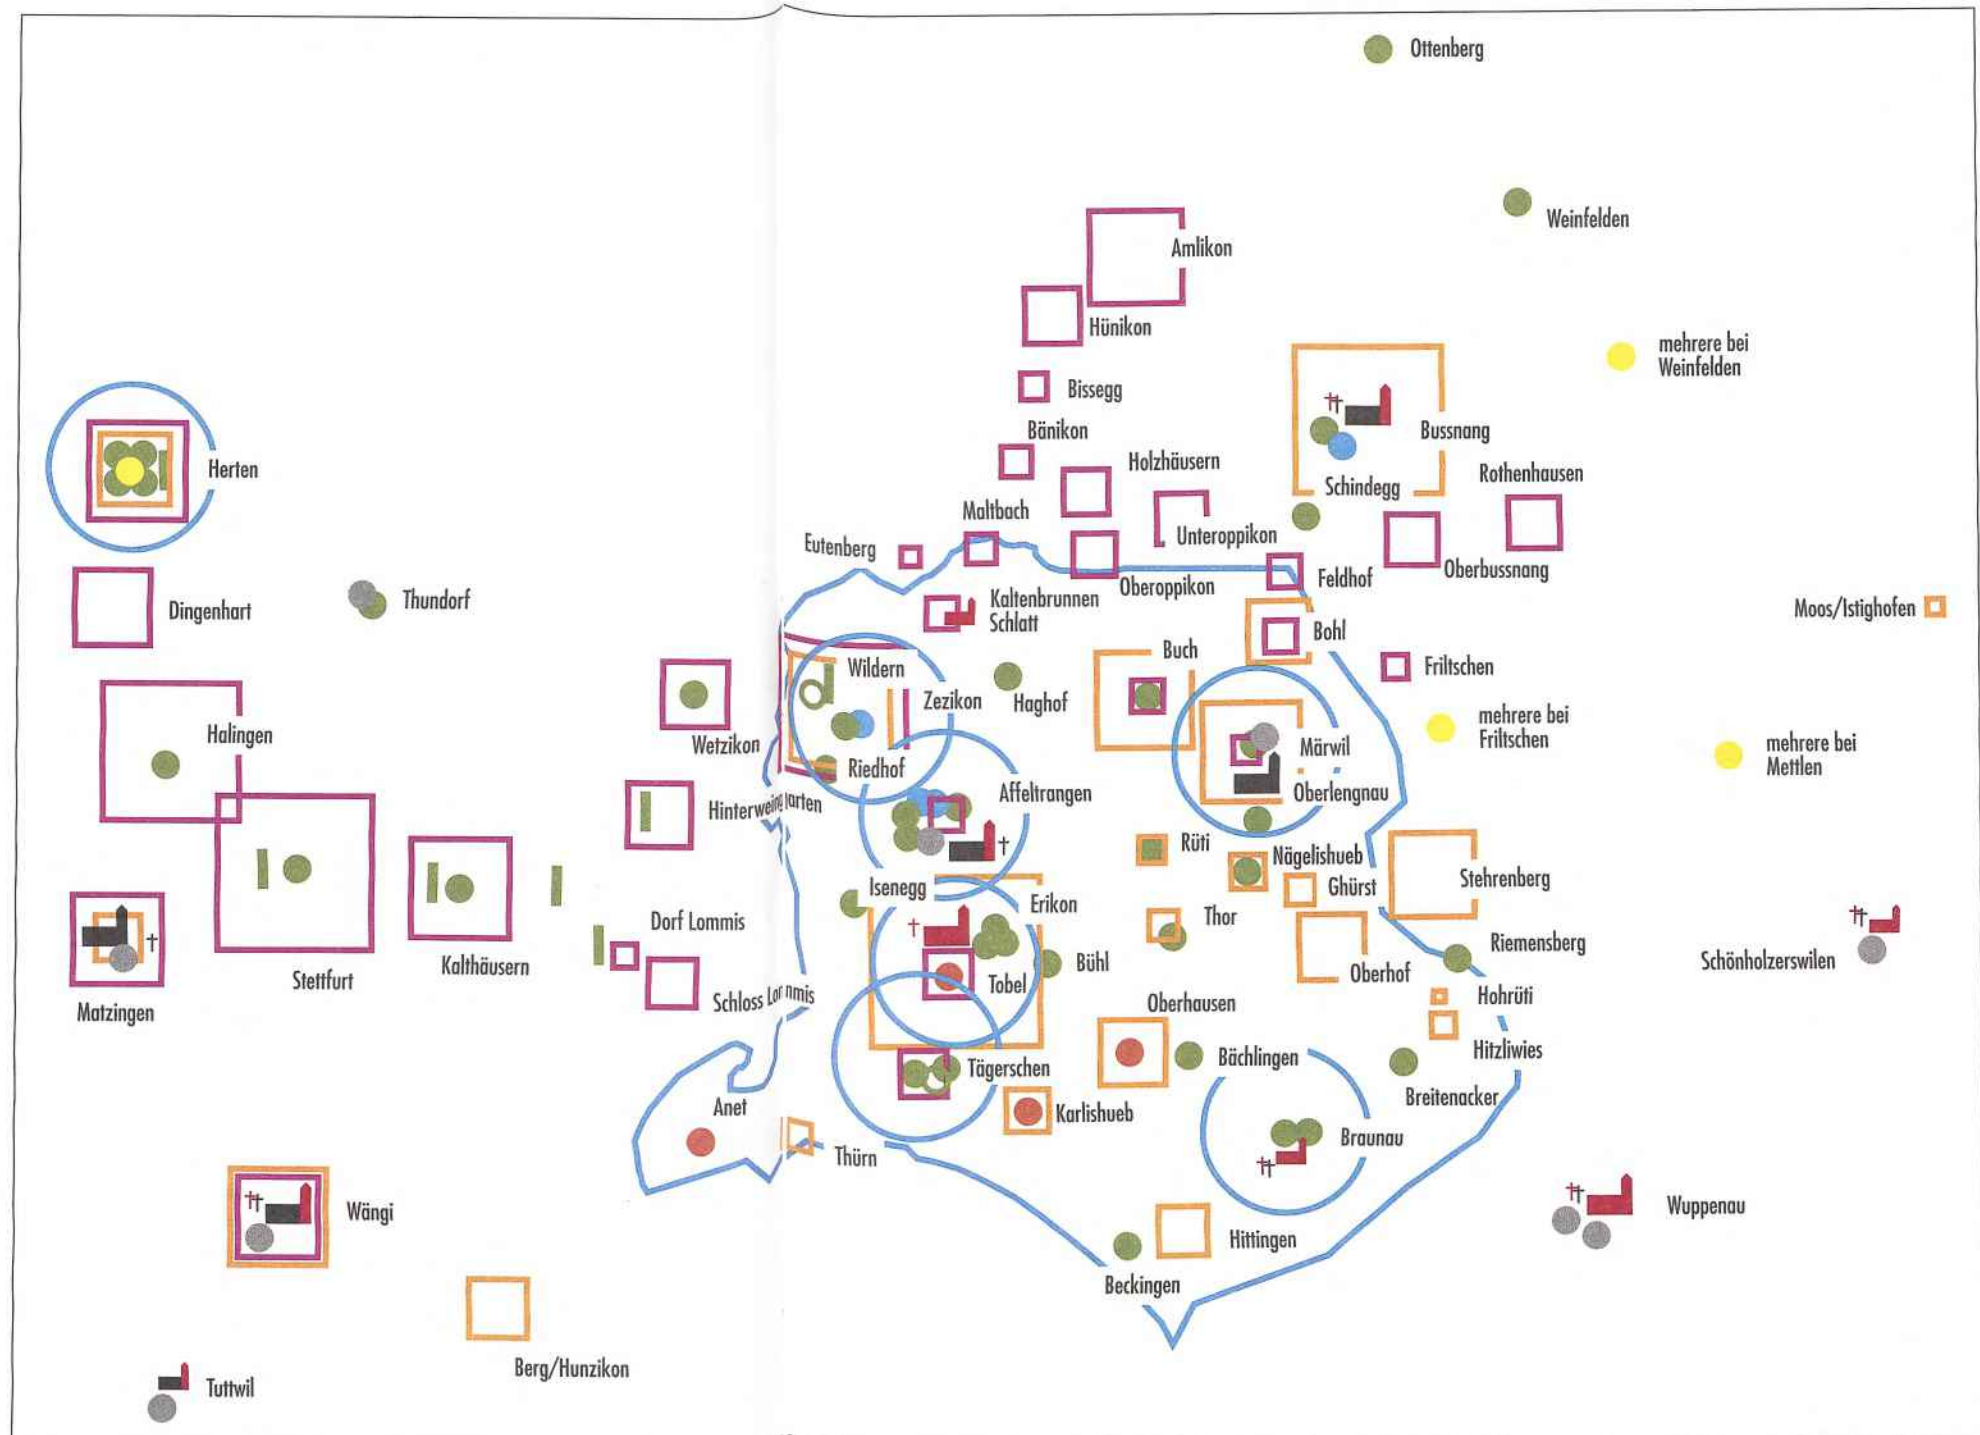 Ottenberg
Weinfelden
Amlikon
Hünikon
mehrere bei
Weinfelden
Bissegg
Bänikon
Bussnang
Holzhäusern
Herten
Rothenhausen
Schindegg
Maltbach
Unteroppikon
Eutenberg
Oberbussnang
Feldhof
Oberoppikon
Kaltenbrunnen
Schlatt
Thundorf
Dingenhart
Moos/Istighofen
Bohl
Buch
Wildern
Friltschen
Zezikon
Haghof
mehrere bei
Friltschen
Halingen
Wetzikon
Märwil
mehrere bei
Mettlen
Riedhof
Affeltrangen
Oberlengnau
Hinterweingarten
Rüti
Nägelishueb
Isenegg
Ghürst
Stehrenberg
Erikon
Thor
Dorf Lommis
Riemensberg
Schönholzerswilen
Bühl
Kalthäusern
Oberhof
Stettfurt
Tobel
Schloss Lommis
Hohrüti
Oberhausen
Matzingen
Hitzliwies
Bächlingen
Tägerschen
Breitenacker
Anet
Karlishueb
Braunau
Thürn
Wuppenau
Wängi
Hittingen
Beckingen
Berg/Hunzikon
Tuttwil